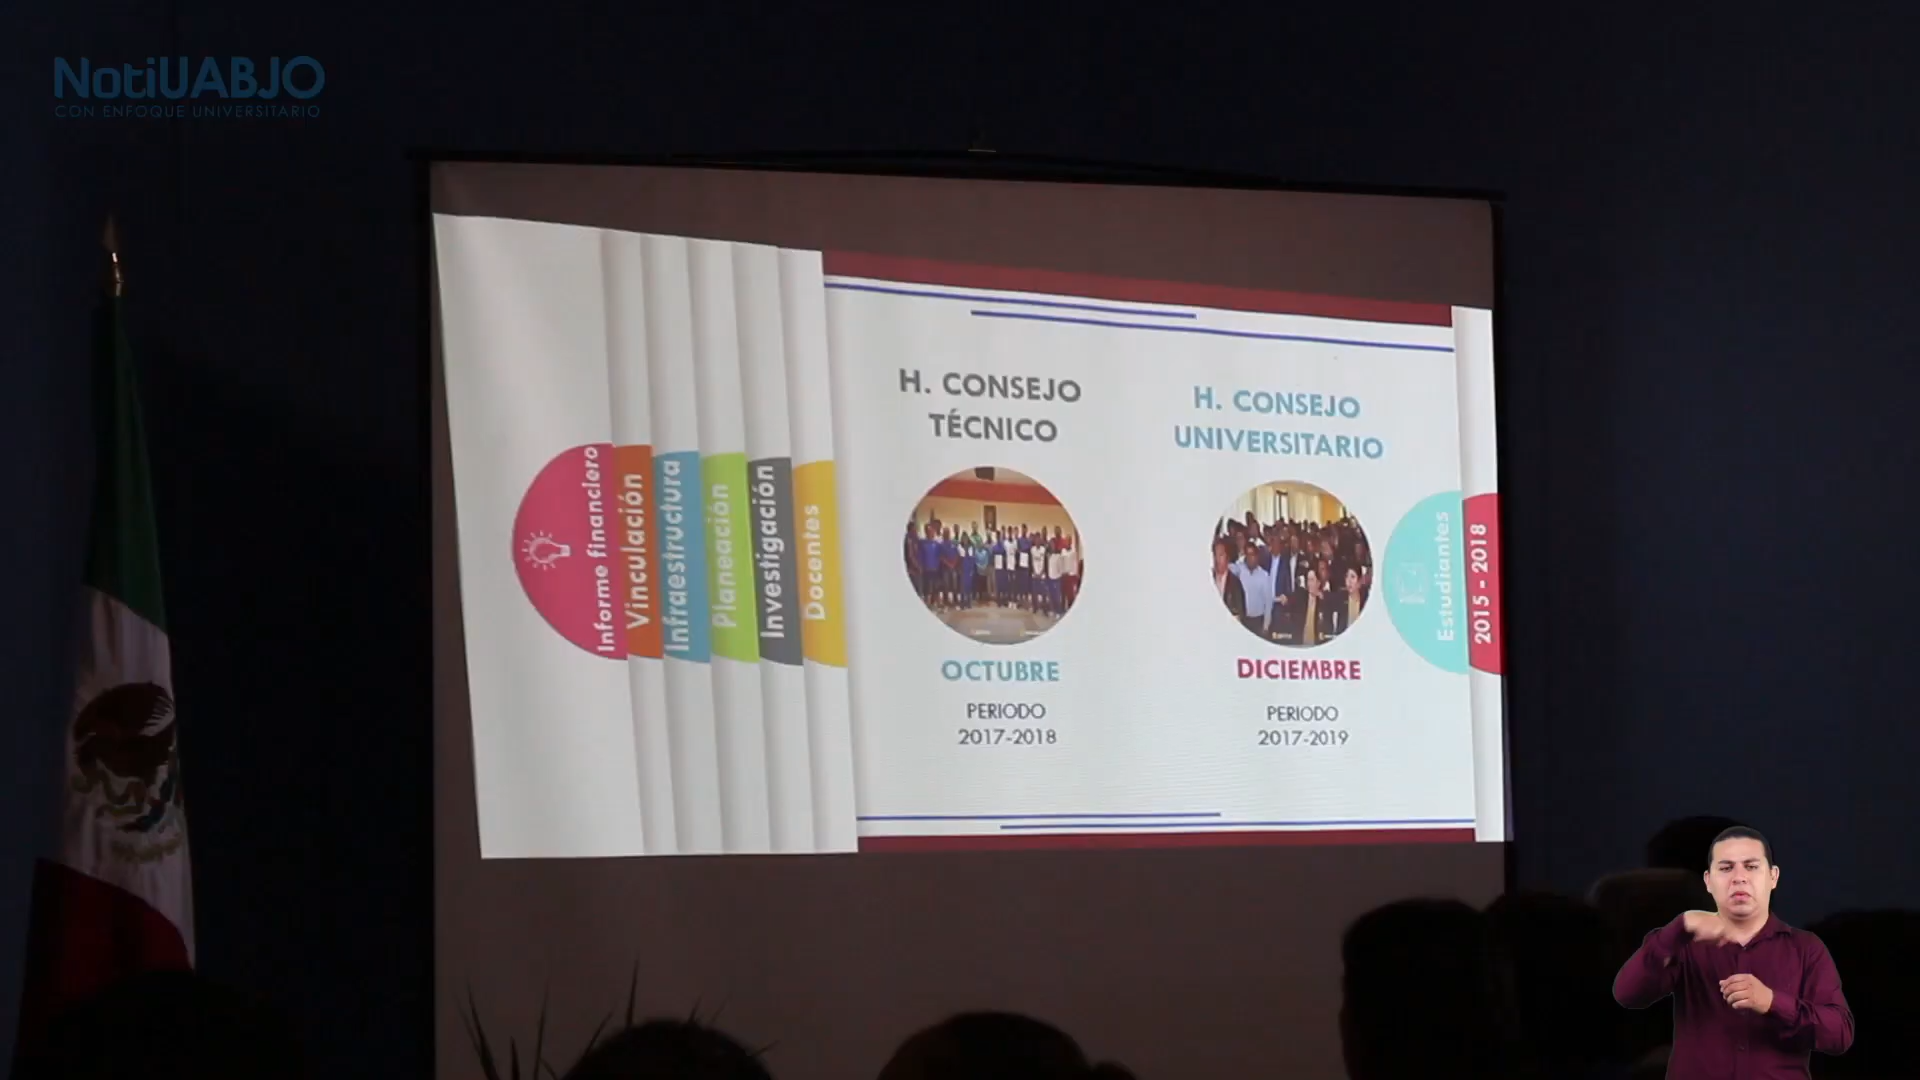 NotiUABJO
CON ENFOQUE UNIVERSITARIO
Informe financiero
Vinculación
Infraestructura
Planeación
Investigación
Docentes
H. CONSEJO
TÉCNICO
OCTUBRE
PERIODO
2017-2018
H. CONSEJO
UNIVERSITARIO
DICIEMBRE
PERIODO
2017-2019
Estudiantes
2015 - 2018